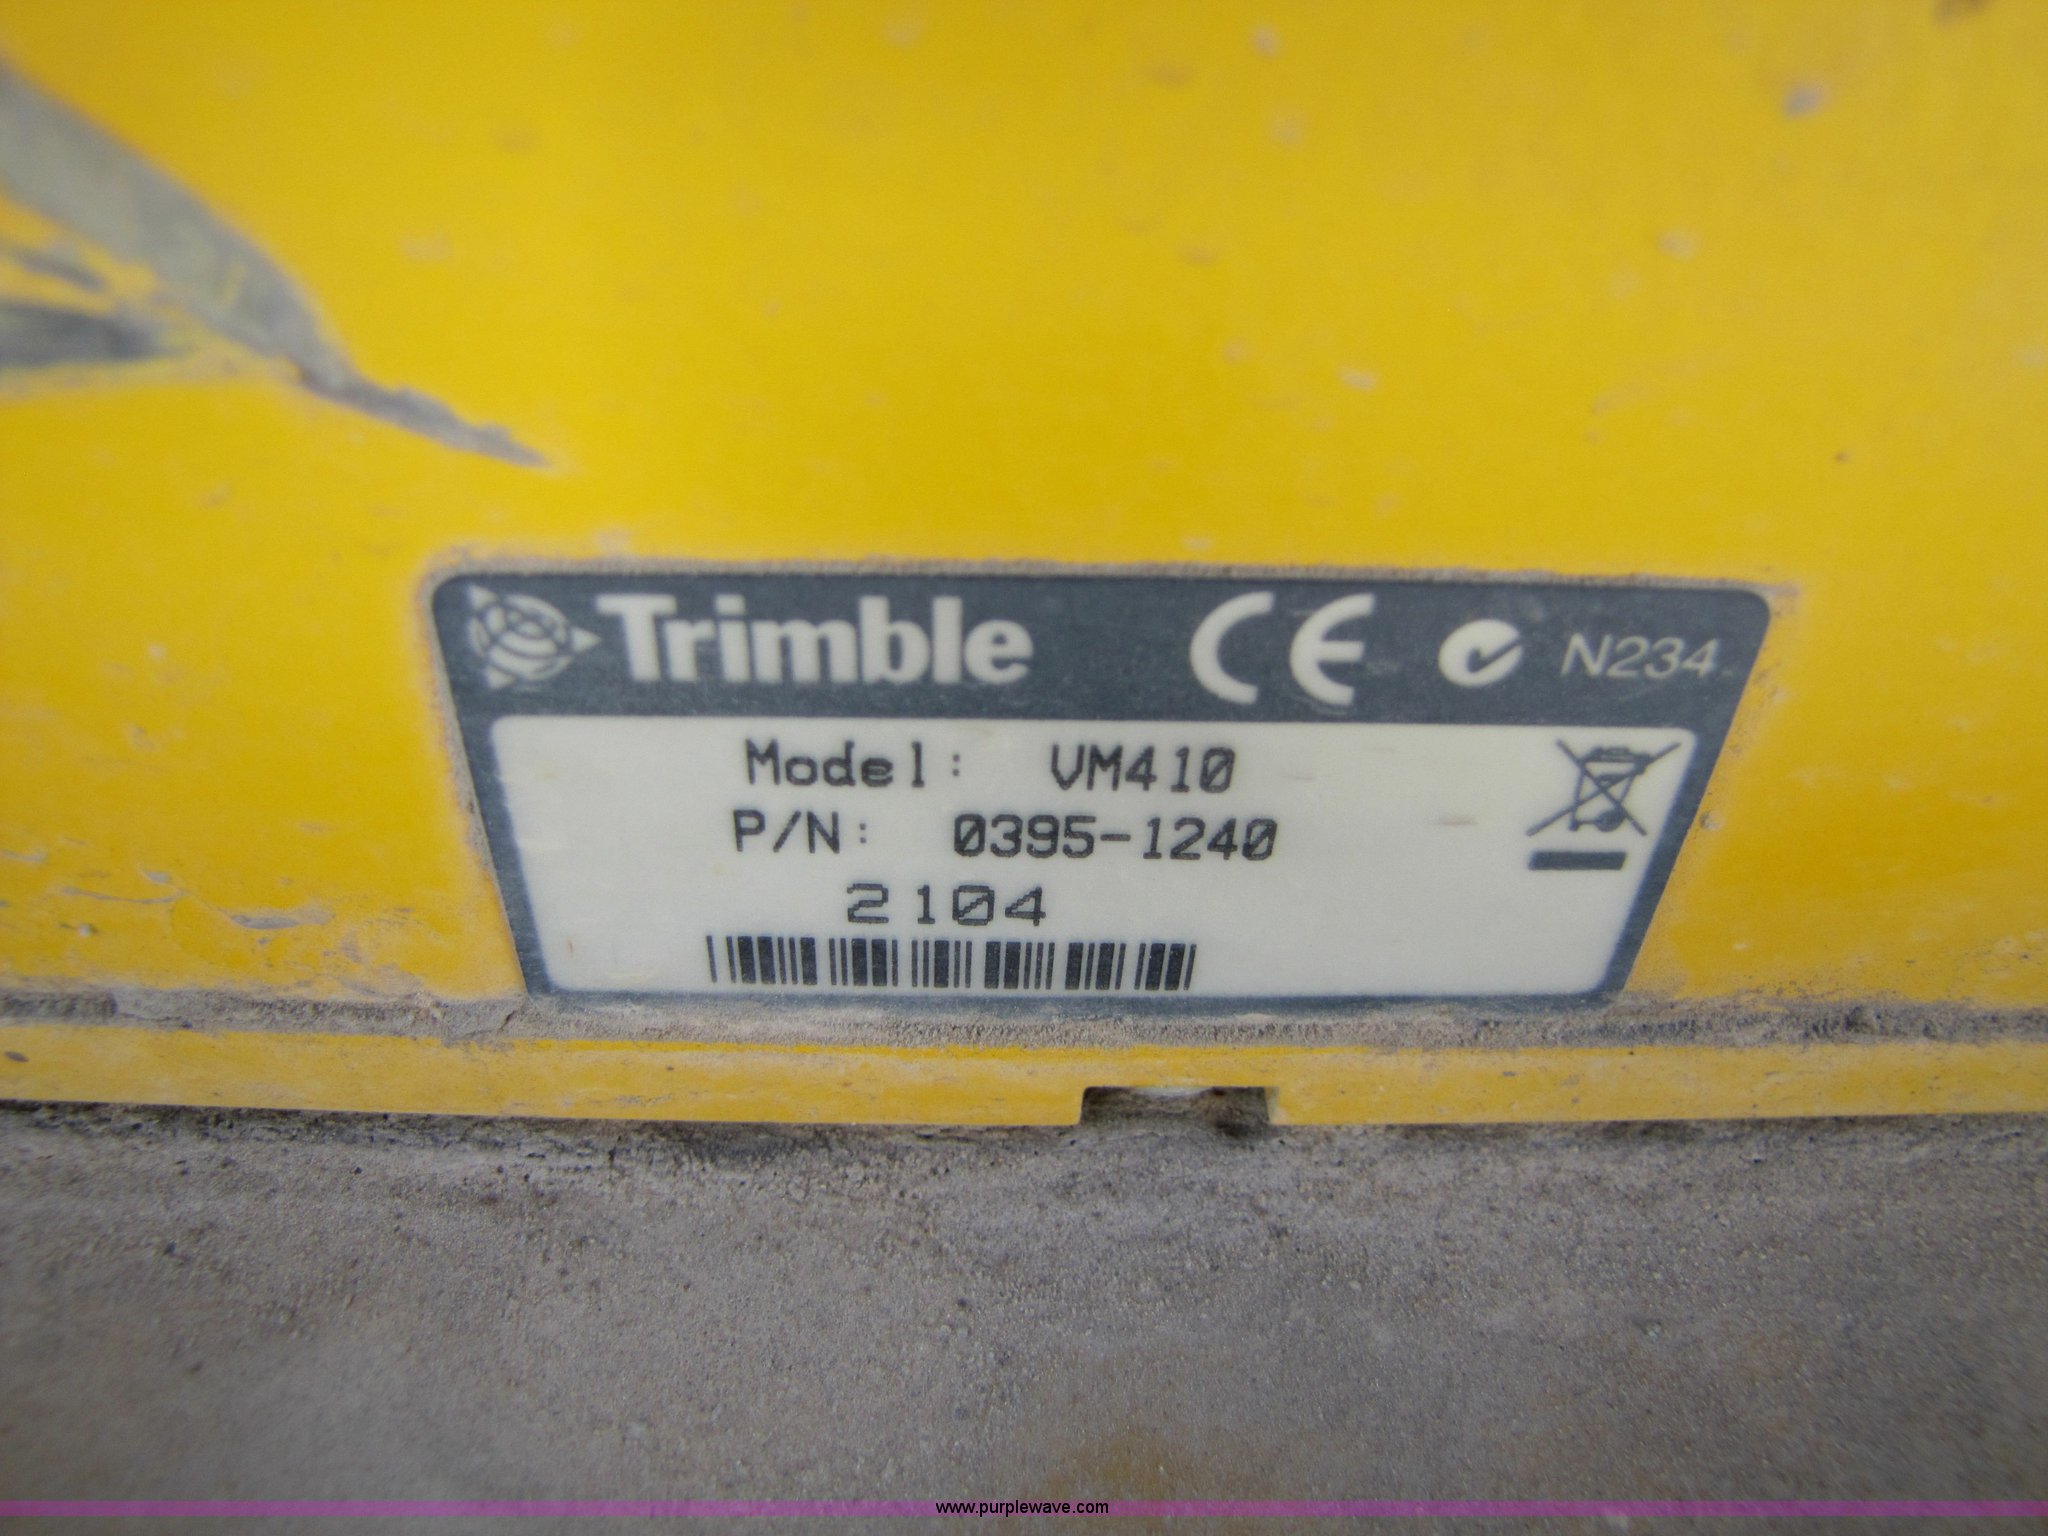 Trimble CE N234
Model: VM410
P/N: 0395-1240
2104
www.purplewave.com